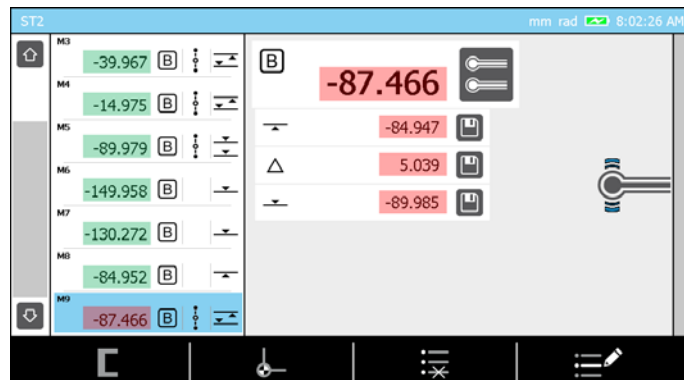 ST2
mm rad 8:02:26 AM
M3
-39.967 B
M4
-14.975 B
M5
-89.979 B
M6
-149.958 B
M7
-130.272 B
M8
-84.952 B
M9
-87.466 B
B
-87.466
-84.947
5.039
-89.985